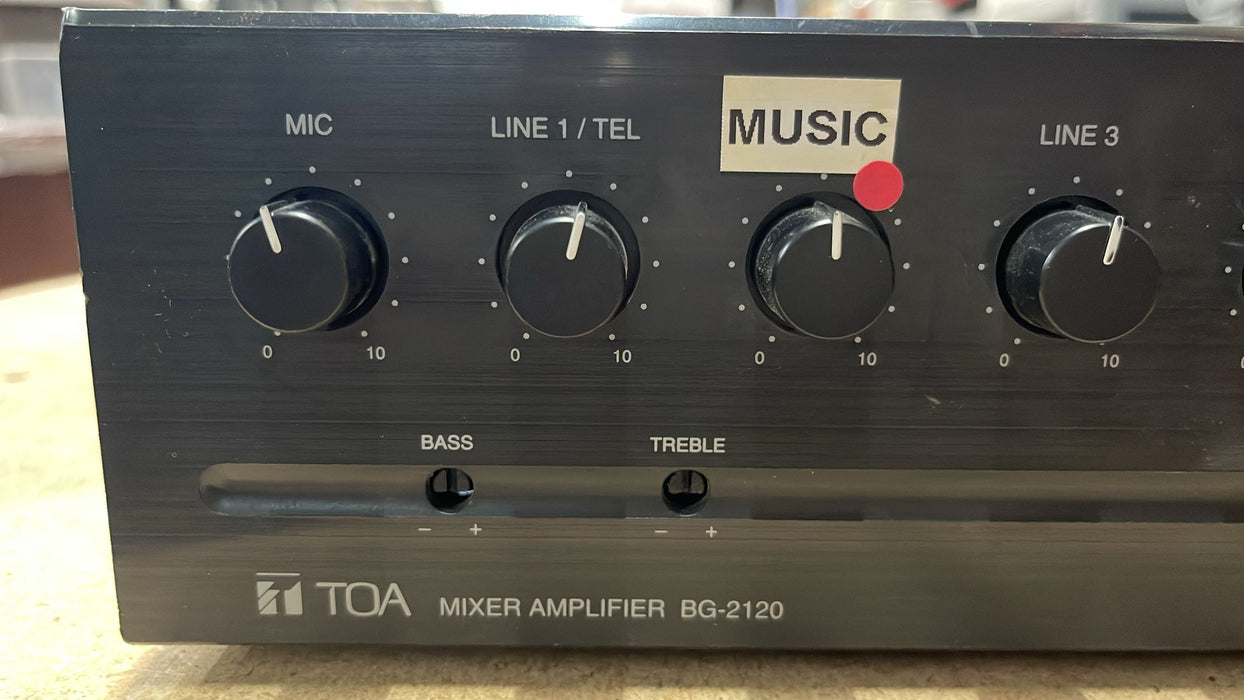 MIC
LINE 1 / TEL
MUSIC
LINE 3
0 10
0 10
0 10
0 10
BASS
TREBLE
− +
− +
TOA MIXER AMPLIFIER BG-2120